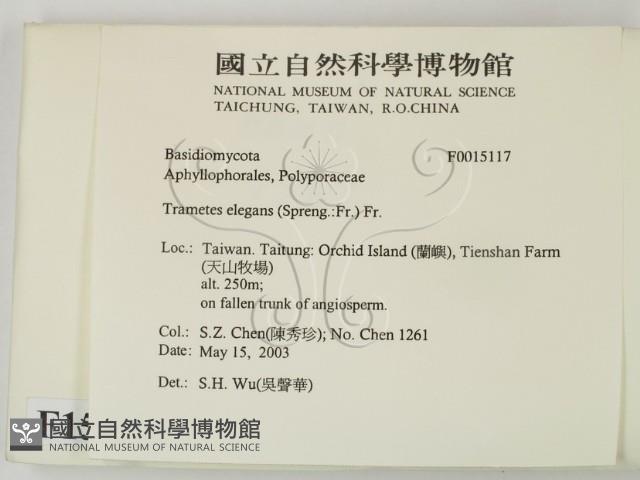 國立自然科學博物館
NATIONAL MUSEUM OF NATURAL SCIENCE
TAICHUNG, TAIWAN, R.O.CHINA
Basidiomycota F0015117
Aphyllophorales, Polyporaceae
Trametes elegans (Spreng.:Fr.) Fr.
Loc.: Taiwan. Taitung: Orchid Island (蘭嶼), Tienshan Farm
(天山牧場)
alt. 250m;
on fallen trunk of angiosperm.
Col.: S.Z. Chen(陳秀珍); No. Chen 1261
Date: May 15, 2003
Det.: S.H. Wu(吳聲華)
國立自然科學博物館
NATIONAL MUSEUM OF NATURAL SCIENCE